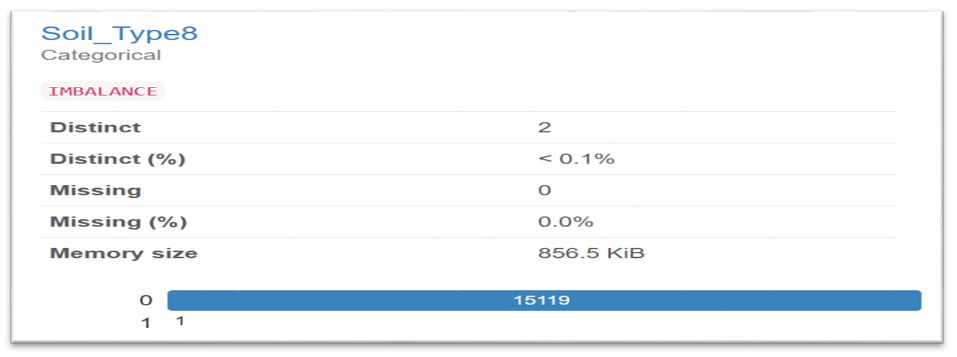 Soil_Type8
Categorical
IMBALANCE
Distinct 2
Distinct (%) < 0.1%
Missing 0
Missing (%) 0.0%
Memory size 856.5 KiB
0 15119
1 1